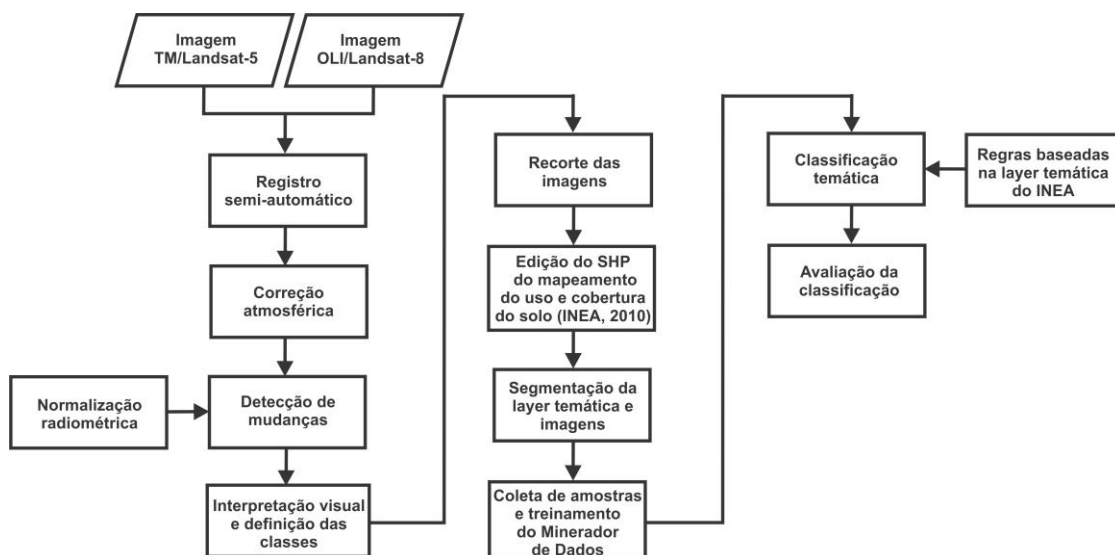 Imagem
TM/Landsat-5
Imagem
OLI/Landsat-8
Registro
semi-automático
Correção
atmosférica
Normalização
radiométrica
Detecção de
mudanças
Interpretação visual
e definição das
classes
Recorte das
imagens
Edição do SHP
do mapeamento
do uso e cobertura
do solo (INEA, 2010)
Segmentação da
layer temática e
imagens
Coleta de amostras
e treinamento
do Minerador
de Dados
Classificação
temática
Regras baseadas
na layer temática
do INEA
Avaliação da
classificação